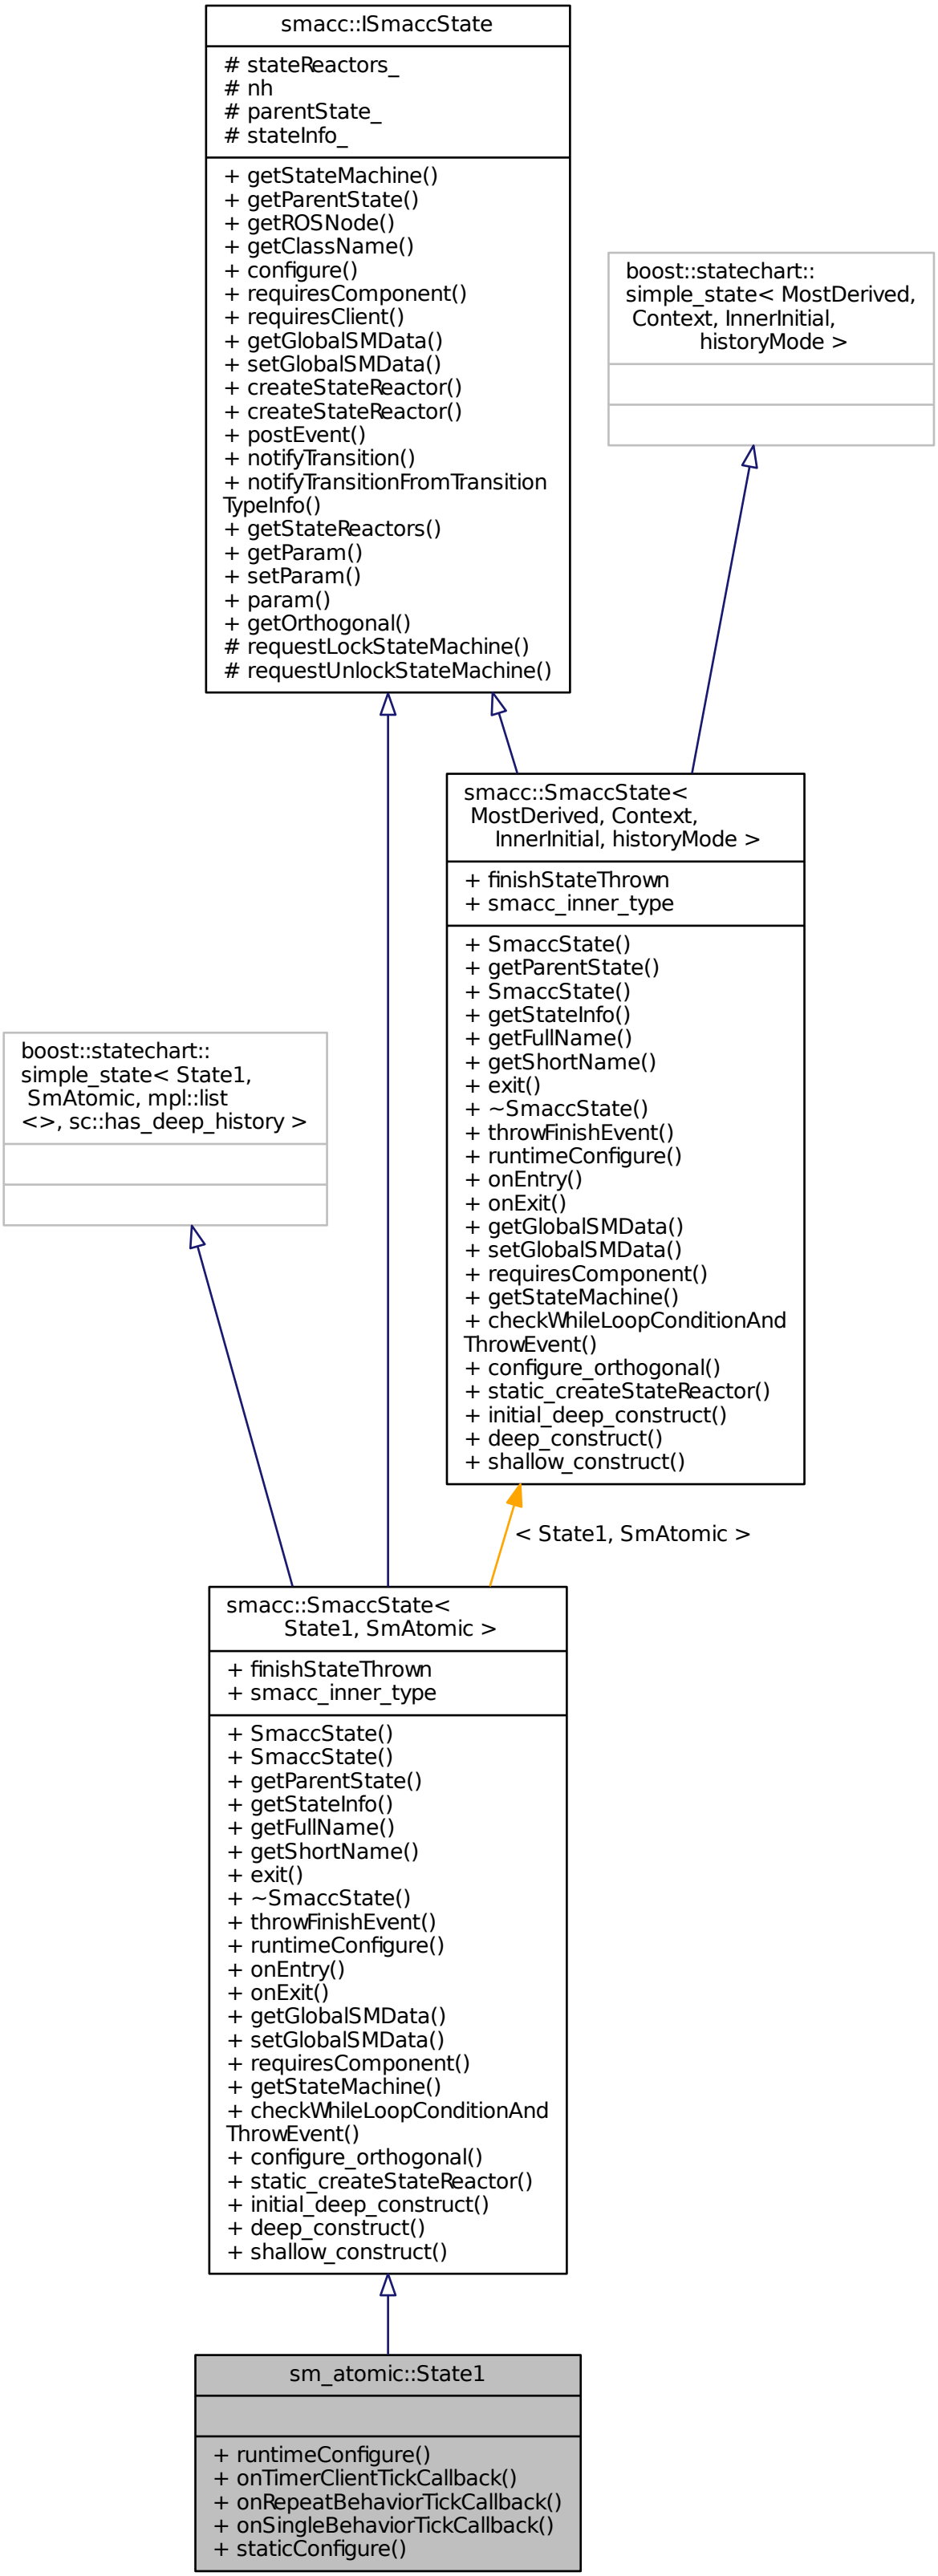 smacc::ISmaccState
# stateReactors_
# nh
# parentState_
# stateInfo_
+ getStateMachine()
+ getParentState()
+ getROSNode()
+ getClassName()
+ configure()
+ requiresComponent()
+ requiresClient()
+ getGlobalSMData()
+ setGlobalSMData()
+ createStateReactor()
+ createStateReactor()
+ postEvent()
+ notifyTransition()
+ notifyTransitionFromTransition
TypeInfo()
+ getStateReactors()
+ getParam()
+ setParam()
+ param()
+ getOrthogonal()
# requestLockStateMachine()
# requestUnlockStateMachine()
boost::statechart::
simple_state< MostDerived,
Context, InnerInitial,
historyMode >
smacc::SmaccState<
MostDerived, Context,
InnerInitial, historyMode >
+ finishStateThrown
+ smacc_inner_type
+ SmaccState()
+ getParentState()
+ SmaccState()
+ getStateInfo()
+ getFullName()
+ getShortName()
+ exit()
+ ~SmaccState()
+ throwFinishEvent()
+ runtimeConfigure()
+ onEntry()
+ onExit()
+ getGlobalSMData()
+ setGlobalSMData()
+ requiresComponent()
+ getStateMachine()
+ checkWhileLoopConditionAnd
ThrowEvent()
+ configure_orthogonal()
+ static_createStateReactor()
+ initial_deep_construct()
+ deep_construct()
+ shallow_construct()
boost::statechart::
simple_state< State1,
SmAtomic, mpl::list
<>, sc::has_deep_history >
< State1, SmAtomic >
smacc::SmaccState<
State1, SmAtomic >
+ finishStateThrown
+ smacc_inner_type
+ SmaccState()
+ SmaccState()
+ getParentState()
+ getStateInfo()
+ getFullName()
+ getShortName()
+ exit()
+ ~SmaccState()
+ throwFinishEvent()
+ runtimeConfigure()
+ onEntry()
+ onExit()
+ getGlobalSMData()
+ setGlobalSMData()
+ requiresComponent()
+ getStateMachine()
+ checkWhileLoopConditionAnd
ThrowEvent()
+ configure_orthogonal()
+ static_createStateReactor()
+ initial_deep_construct()
+ deep_construct()
+ shallow_construct()
sm_atomic::State1
+ runtimeConfigure()
+ onTimerClientTickCallback()
+ onRepeatBehaviorTickCallback()
+ onSingleBehaviorTickCallback()
+ staticConfigure()